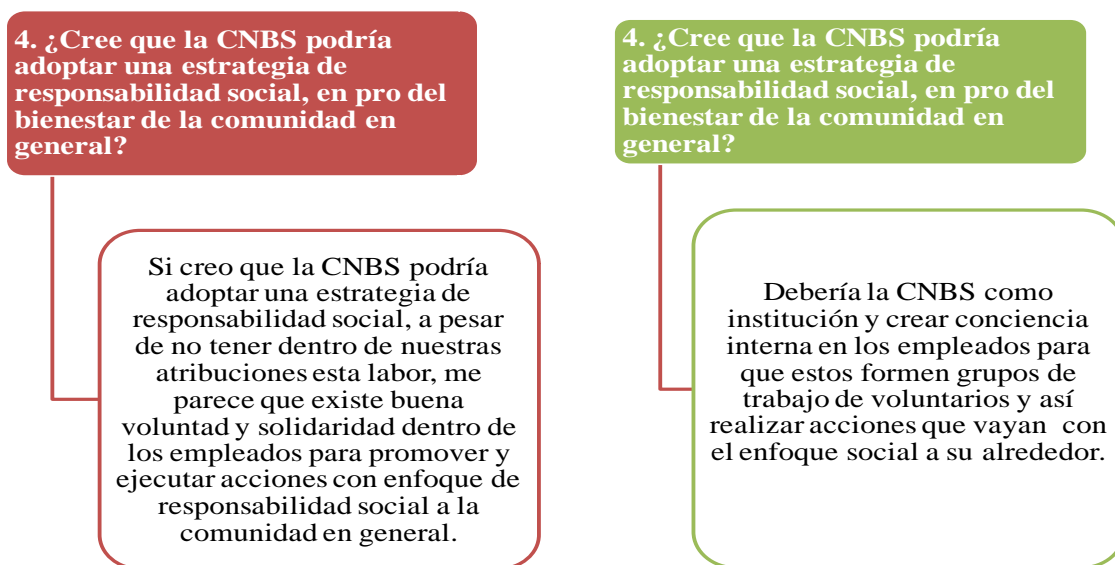 4. ¿Cree que la CNBS podría
adoptar una estrategia de
responsabilidad social, en pro del
bienestar de la comunidad en
general?
Si creo que la CNBS podría
adoptar una estrategia de
responsabilidad social, a pesar
de no tener dentro de nuestras
atribuciones esta labor, me
parece que existe buena
voluntad y solidaridad dentro de
los empleados para promover y
ejecutar acciones con enfoque de
responsabilidad social a la
comunidad en general.
4. ¿Cree que la CNBS podría
adoptar una estrategia de
responsabilidad social, en pro del
bienestar de la comunidad en
general?
Debería la CNBS como
institución y crear conciencia
interna en los empleados para
que estos formen grupos de
trabajo de voluntarios y así
realizar acciones que vayan con
el enfoque social a su alrédedor.